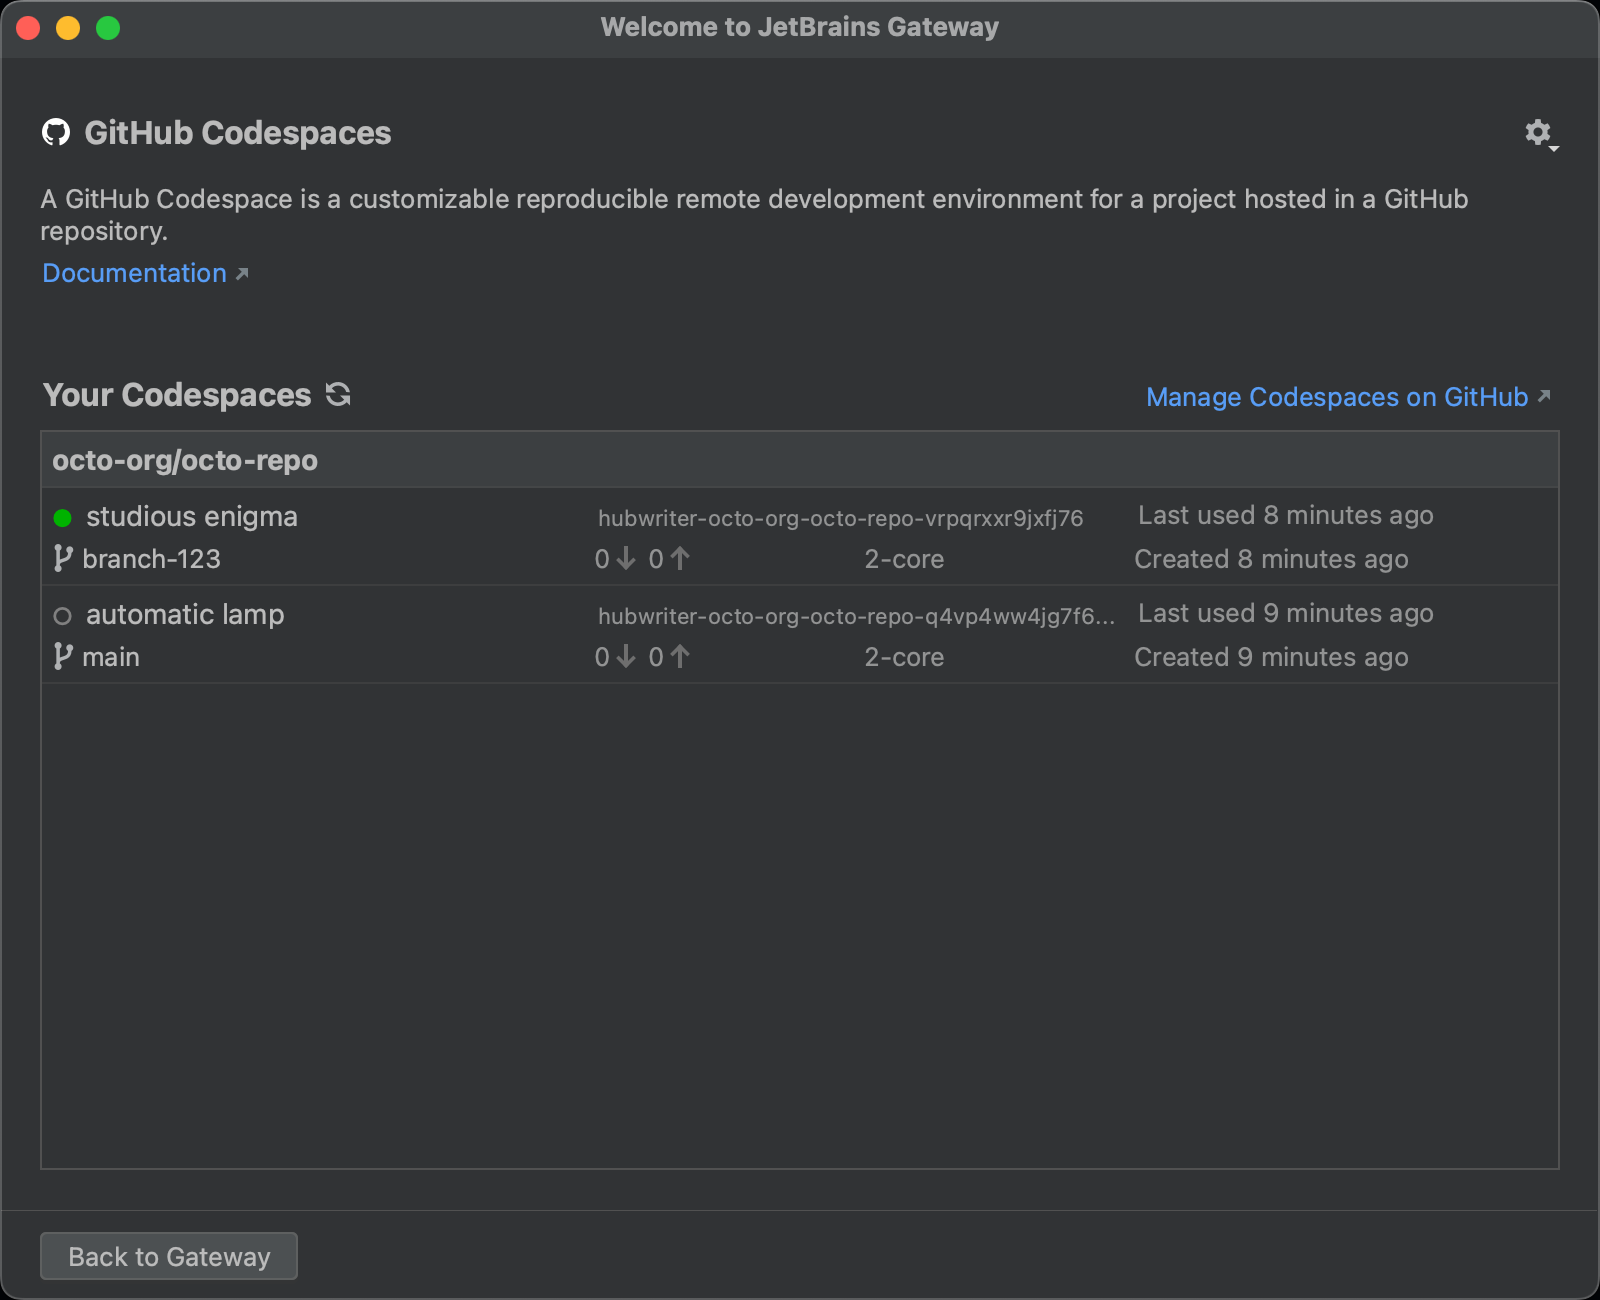 Welcome to JetBrains Gateway
GitHub Codespaces
A GitHub Codespace is a customizable reproducible remote development environment for a project hosted in a GitHub
repository.
Documentation
Your Codespaces
Manage Codespaces on GitHub
octo-org/octo-repo
studious enigma hubwriter-octo-org-octo-repo-vrpqrxxr9jxfj76 Last used 8 minutes ago
branch-123 0 0 2-core Created 8 minutes ago
automatic lamp hubwriter-octo-org-octo-repo-q4vp4ww4jg7f6... Last used 9 minutes ago
main 0 0 2-core Created 9 minutes ago
Back to Gateway